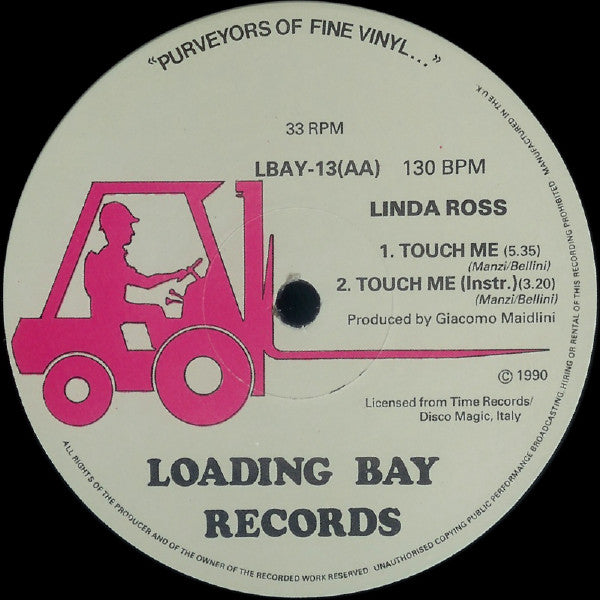 "PURVEYORS OF FINE VINYL..."
33 RPM
LBAY-13(AA) 130 BPM
LINDA ROSS
1. TOUCH ME (5.35)
(Manzi/Bellini)
2. TOUCH ME (Instr.)(3.20)
(Manzi/Bellini)
Produced by Giacomo Maidlini
© 1990
Licensed from Time Records/
Disco Magic, Italy
LOADING BAY
RECORDS
ALL RIGHTS OF THE PRODUCER AND OF THE OWNER OF THE RECORDED WORK RESERVED. UNAUTHORISED COPYING PUBLIC PERFORMANCE BROADCASTING, HIRING OR RENTAL OF THIS RECORDING PROHIBITED. MANUFACTURED IN THE U.K.